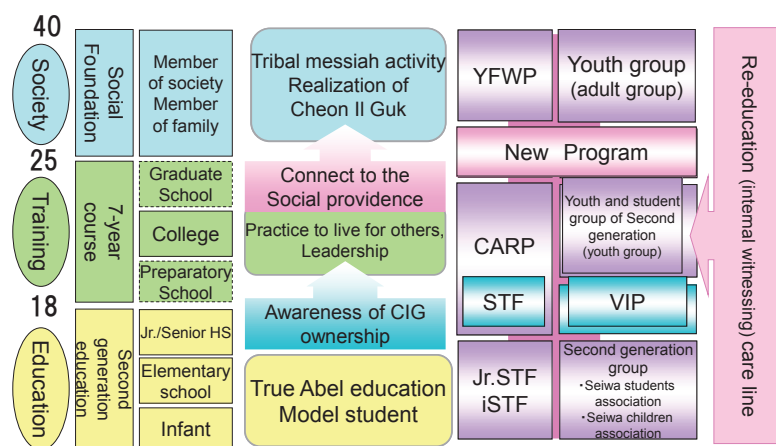 40
Society
Social
Foundation
Member
of society
Member
of family
Tribal messiah activity
Realization of
Cheon Il Guk
YFWP
Youth group
(adult group)
New Program
25
Training
7-year
course
Graduate
School
College
Preparatory
School
Connect to the
Social providence
Practice to live for others,
Leadership
CARP
Youth and student
group of Second
generation
(youth group)
STF
VIP
18
Education
Second
generation
education
Jr./Senior HS
Elementary
school
Infant
Awareness of CIG
ownership
True Abel education
Model student
Jr.STF
iSTF
Second generation
group
・Seiwa students
association
・Seiwa children
association
Re-education (internal witnessing) care line